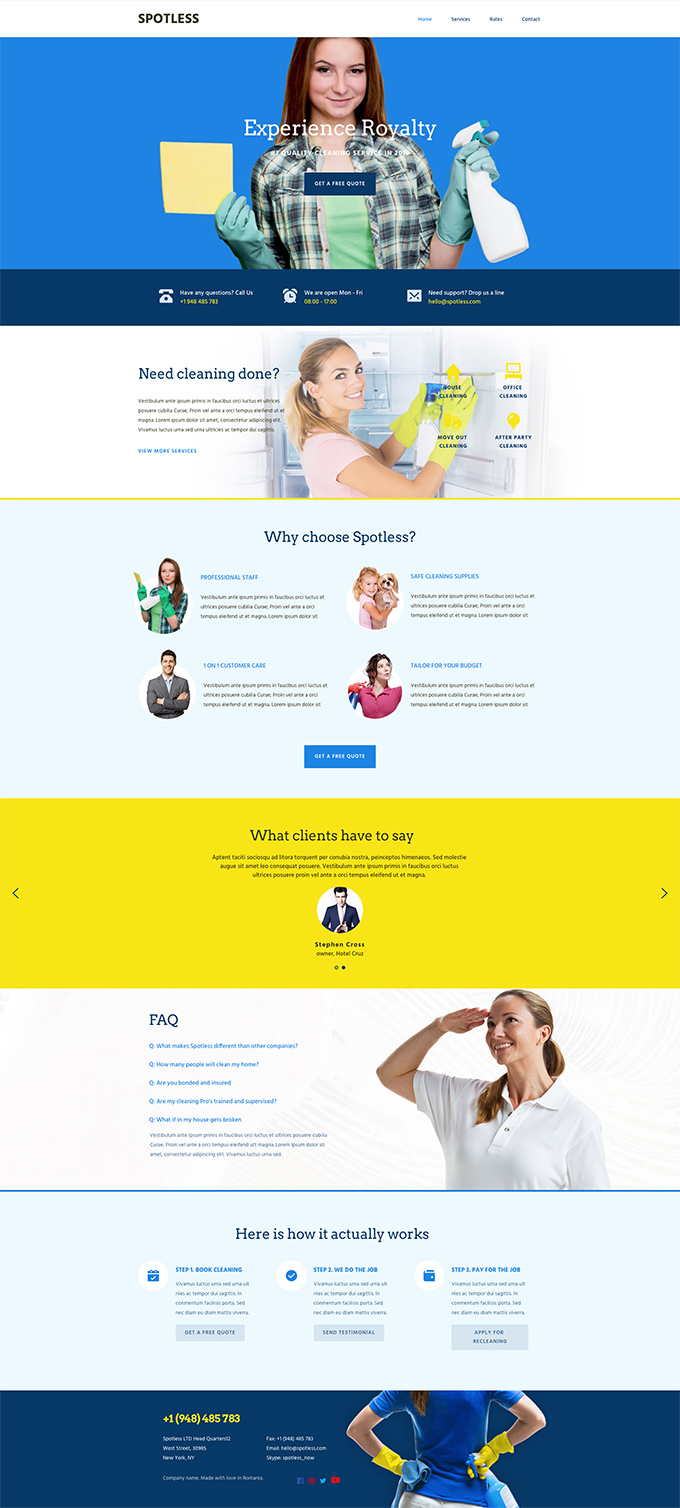 SPOTLESS
Home Services Rates Contact
Experience Royalty
#1 QUALITY CLEANING SERVICE IN
GET A FREE QUOTE
Have any questions? Call Us
+1 948 485 783
We are open Mon - Fri
08:00 - 17:00
Need support? Drop us a line
hello@spotless.com
Need cleaning done?
Vestibulum ante ipsum primis in faucibus orci luctus et ultrices
posuere cubilia Curae; Proin vel ante a orci tempus eleifend ut et
magna. Lorem ipsum dolor sit amet, consectetur adipiscing elit.
Vivamus luctus urna sed urna ultricies ac tempor dui sagittis.
VIEW MORE SERVICES
HOUSE
CLEANING
OFFICE
CLEANING
MOVE OUT
CLEANING
AFTER PARTY
CLEANING
Why choose Spotless?
PROFESSIONAL STAFF
Vestibulum ante ipsum primis in faucibus orci luctus et
ultrices posuere cubilia Curae; Proin vel ante a orci
tempus eleifend ut et magna. Lorem ipsum dolor sit
SAFE CLEANING SUPPLIES
Vestibulum ante ipsum primis in faucibus orci luctus et
ultrices posuere cubilia Curae; Proin vel ante a orci
tempus eleifend ut et magna. Lorem ipsum dolor sit
1 ON 1 CUSTOMER CARE
Vestibulum ante ipsum primis in faucibus orci luctus et
ultrices posuere cubilia Curae; Proin vel ante a orci
tempus eleifend ut et magna. Lorem ipsum dolor sit
TAILOR FOR YOUR BUDGET
Vestibulum ante ipsum primis in faucibus orci luctus et
ultrices posuere cubilia Curae; Proin vel ante a orci
tempus eleifend ut et magna. Lorem ipsum dolor sit
GET A FREE QUOTE
What clients have to say
Aptent taciti sociosqu ad litora torquent per conubia nostra, peinceptos himenaeos. Sed molestie
augue sit amet leo consequat posuere. Vestibulum ante ipsum primis in faucibus orci luctus
ultrices posuere proin vel ante a orci tempus eleifend ut et magna.
Stephen Cross
owner, Hotel Cruz
FAQ
Q: What makes Spotless different than other companies?
Q: How many people will clean my home?
Q: Are you bonded and insured
Q: Are my cleaning Pro's trained and supervised?
Q: What if in my house gets broken
Vestibulum ante ipsum primis in faucibus orci luctus et ultrices posuere cubilia
Curae; Proin vel ante a orci tempus eleifend utt magna. Lorem ipsum dolor sit
amet, consectetur adipiscing elit. Vivamus luctus urna sed.
Here is how it actually works
STEP 1. BOOK CLEANING
Vivamus luctus urna sed urna ult
ricies ac tempor dui sagittis. In
conmentum facilisis porta. Sed
nec diam eu diam mattis viverra.
GET A FREE QUOTE
STEP 2. WE DO THE JOB
Vivamus luctus urna sed urna ult
ricies ac tempor dui sagittis. In
conmentum facilisis porta. Sed
nec diam eu diam mattis viverra.
SEND TESTIMONIAL
STEP 3. PAY FOR THE JOB
Vivamus luctus urna sed urna ult
ricies ac tempor dui sagittis. In
conmentum facilisis porta. Sed
nec diam eu diam mattis viverra.
APPLY FOR
RECLEANING
+1 (948) 485 783
Spotless LTD Head Quarters12
West Street, 30985
New York, NY
Fax: +1 (948) 485 783
Email: hello@spotless.com
Skype: spotless_now
Company name. Made with love in Romania.